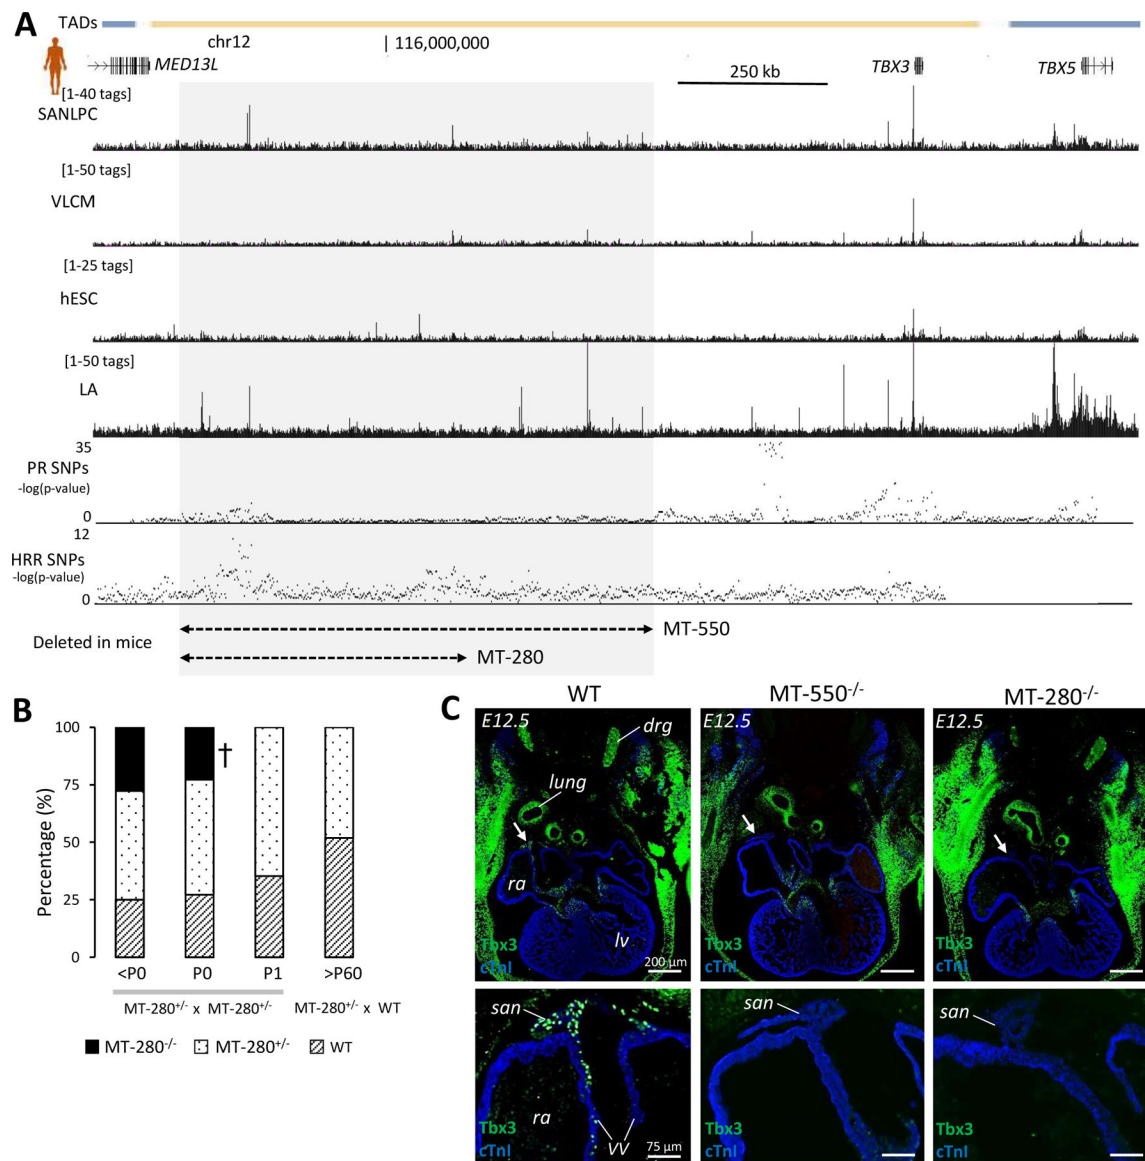 A
TADs
chr12
| 116,000,000
MED13L
250 kb
TBX3
TBX5
[1-40 tags]
SANLPC
[1-50 tags]
VLCM
[1-25 tags]
hESC
[1-50 tags]
LA
35
PR SNPs
-log(p-value)
0
12
HRR SNPs
-log(p-value)
0
Deleted in mice
MT-550
MT-280
B
100
75
50
25
0
Percentage (%)
†
<P0
P0
P1
>P60
MT-280+/- x MT-280+/-
MT-280+/- x WT
MT-280-/-
MT-280+/-
WT
C
WT
MT-550-/-
MT-280-/-
E12.5
drg
lung
ra
lv
Tbx3
cTnI
200 µm
E12.5
Tbx3
cTnI
E12.5
Tbx3
cTnI
san
ra
vv
Tbx3
cTnI
75 µm
san
Tbx3
cTnI
san
Tbx3
cTnI